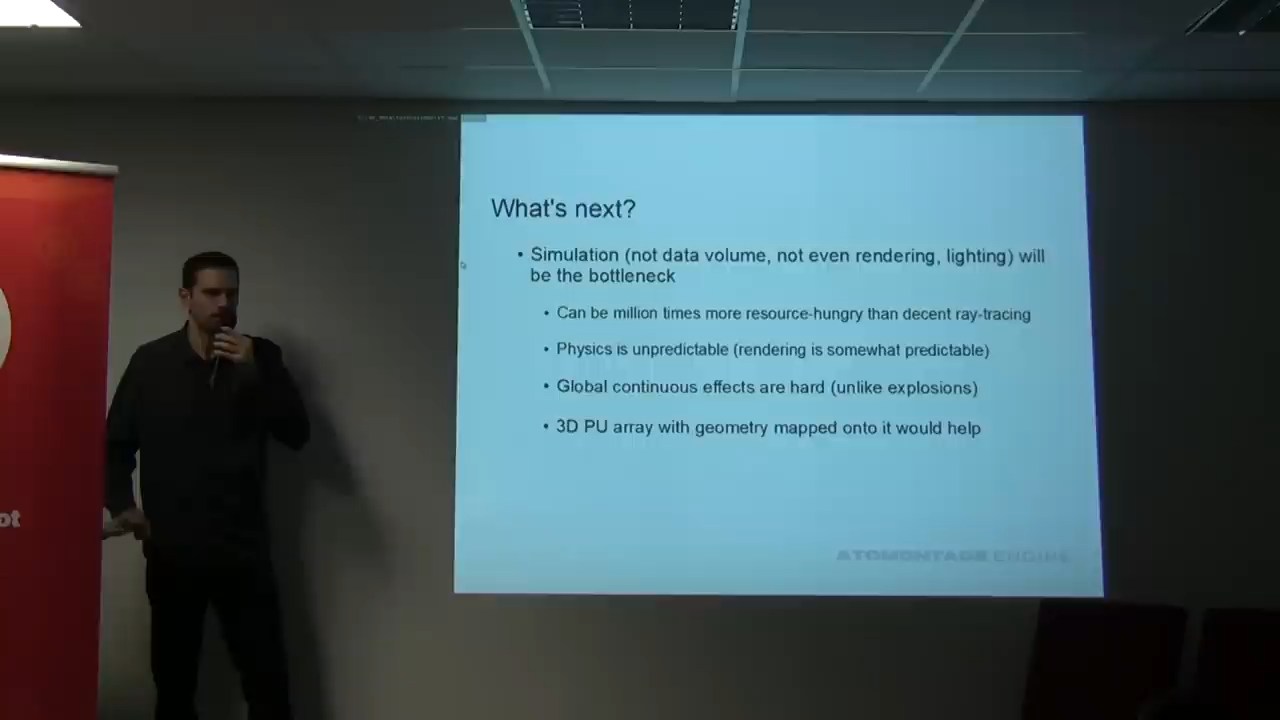 What's next?
• Simulation (not data volume, not even rendering, lighting) will
be the bottleneck
• Can be million times more resource-hungry than decent ray-tracing
• Physics is unpredictable (rendering is somewhat predictable)
• Global continuous effects are hard (unlike explosions)
• 3D PU array with geometry mapped onto it would help
ot
ATOMONTAGE ENGINE